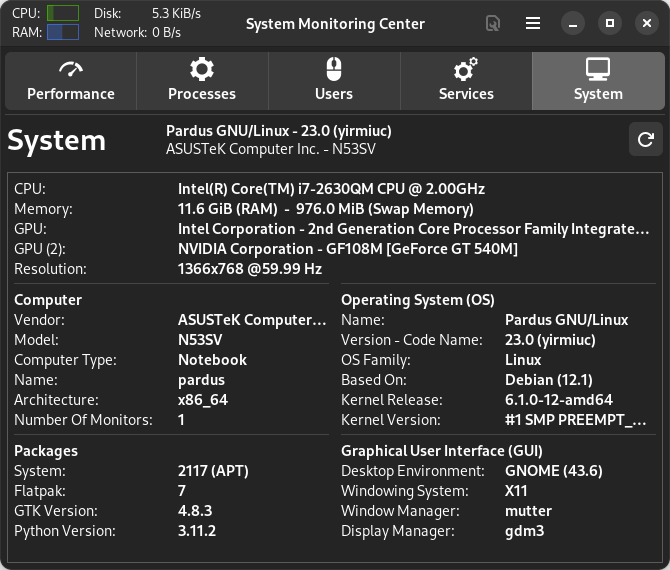 CPU: Disk: 5.3 KiB/s
RAM: Network: 0 B/s
System Monitoring Center
Performance Processes Users Services System
System
Pardus GNU/Linux - 23.0 (yirmiuc)
ASUSTeK Computer Inc. - N53SV
CPU: Intel(R) Core(TM) i7-2630QM CPU @ 2.00GHz
Memory: 11.6 GiB (RAM)  -  976.0 MiB (Swap Memory)
GPU: Intel Corporation - 2nd Generation Core Processor Family Integrate...
GPU (2): NVIDIA Corporation - GF108M [GeForce GT 540M]
Resolution: 1366x768 @59.99 Hz
Computer
Vendor: ASUSTeK Computer...
Model: N53SV
Computer Type: Notebook
Name: pardus
Architecture: x86_64
Number Of Monitors: 1
Operating System (OS)
Name: Pardus GNU/Linux
Version - Code Name: 23.0 (yirmiuc)
OS Family: Linux
Based On: Debian (12.1)
Kernel Release: 6.1.0-12-amd64
Kernel Version: #1 SMP PREEMPT_...
Packages
System: 2117 (APT)
Flatpak: 7
GTK Version: 4.8.3
Python Version: 3.11.2
Graphical User Interface (GUI)
Desktop Environment: GNOME (43.6)
Windowing System: X11
Window Manager: mutter
Display Manager: gdm3